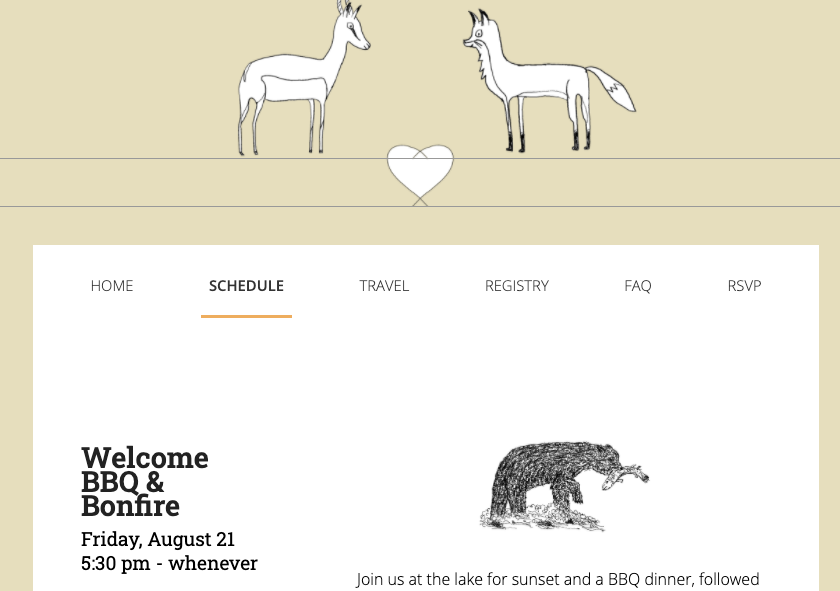 HOME SCHEDULE TRAVEL REGISTRY FAQ RSVP
Welcome
BBQ &
Bonfire
Friday, August 21
5:30 pm - whenever
Join us at the lake for sunset and a BBQ dinner, followed